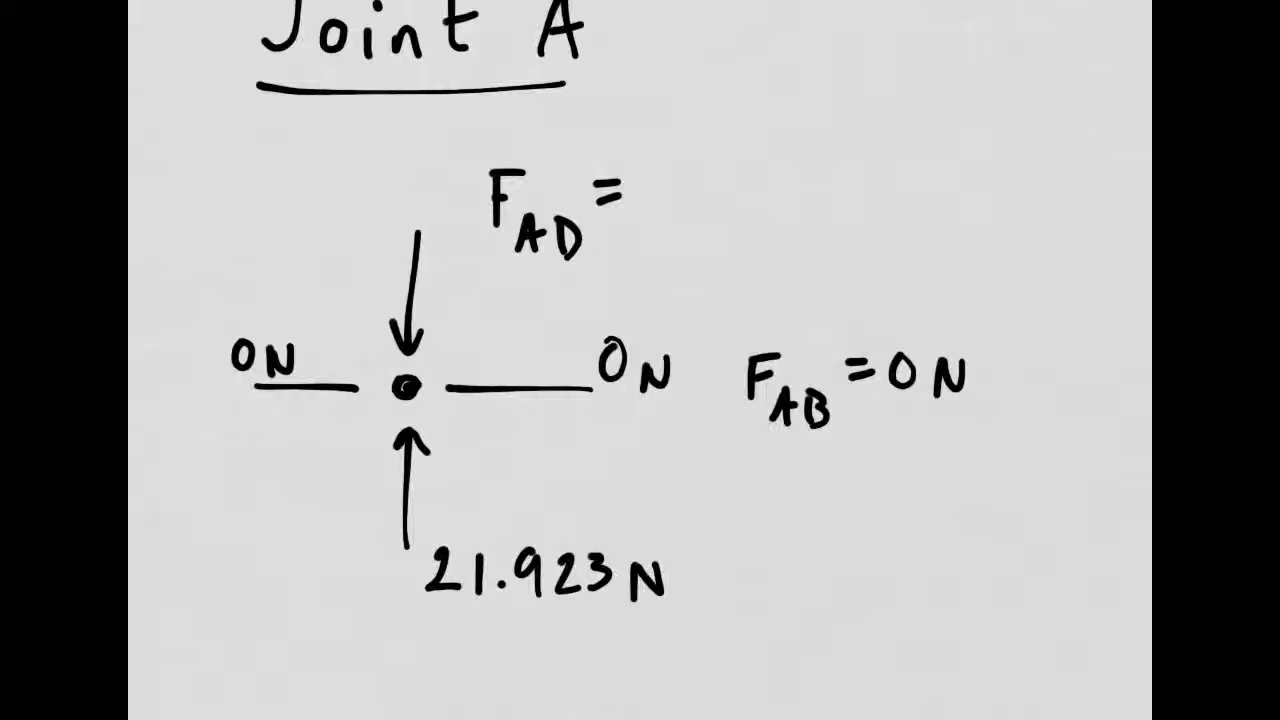 Joint A
F_AD =
0N
0N
F_AB = 0 N
21.923 N